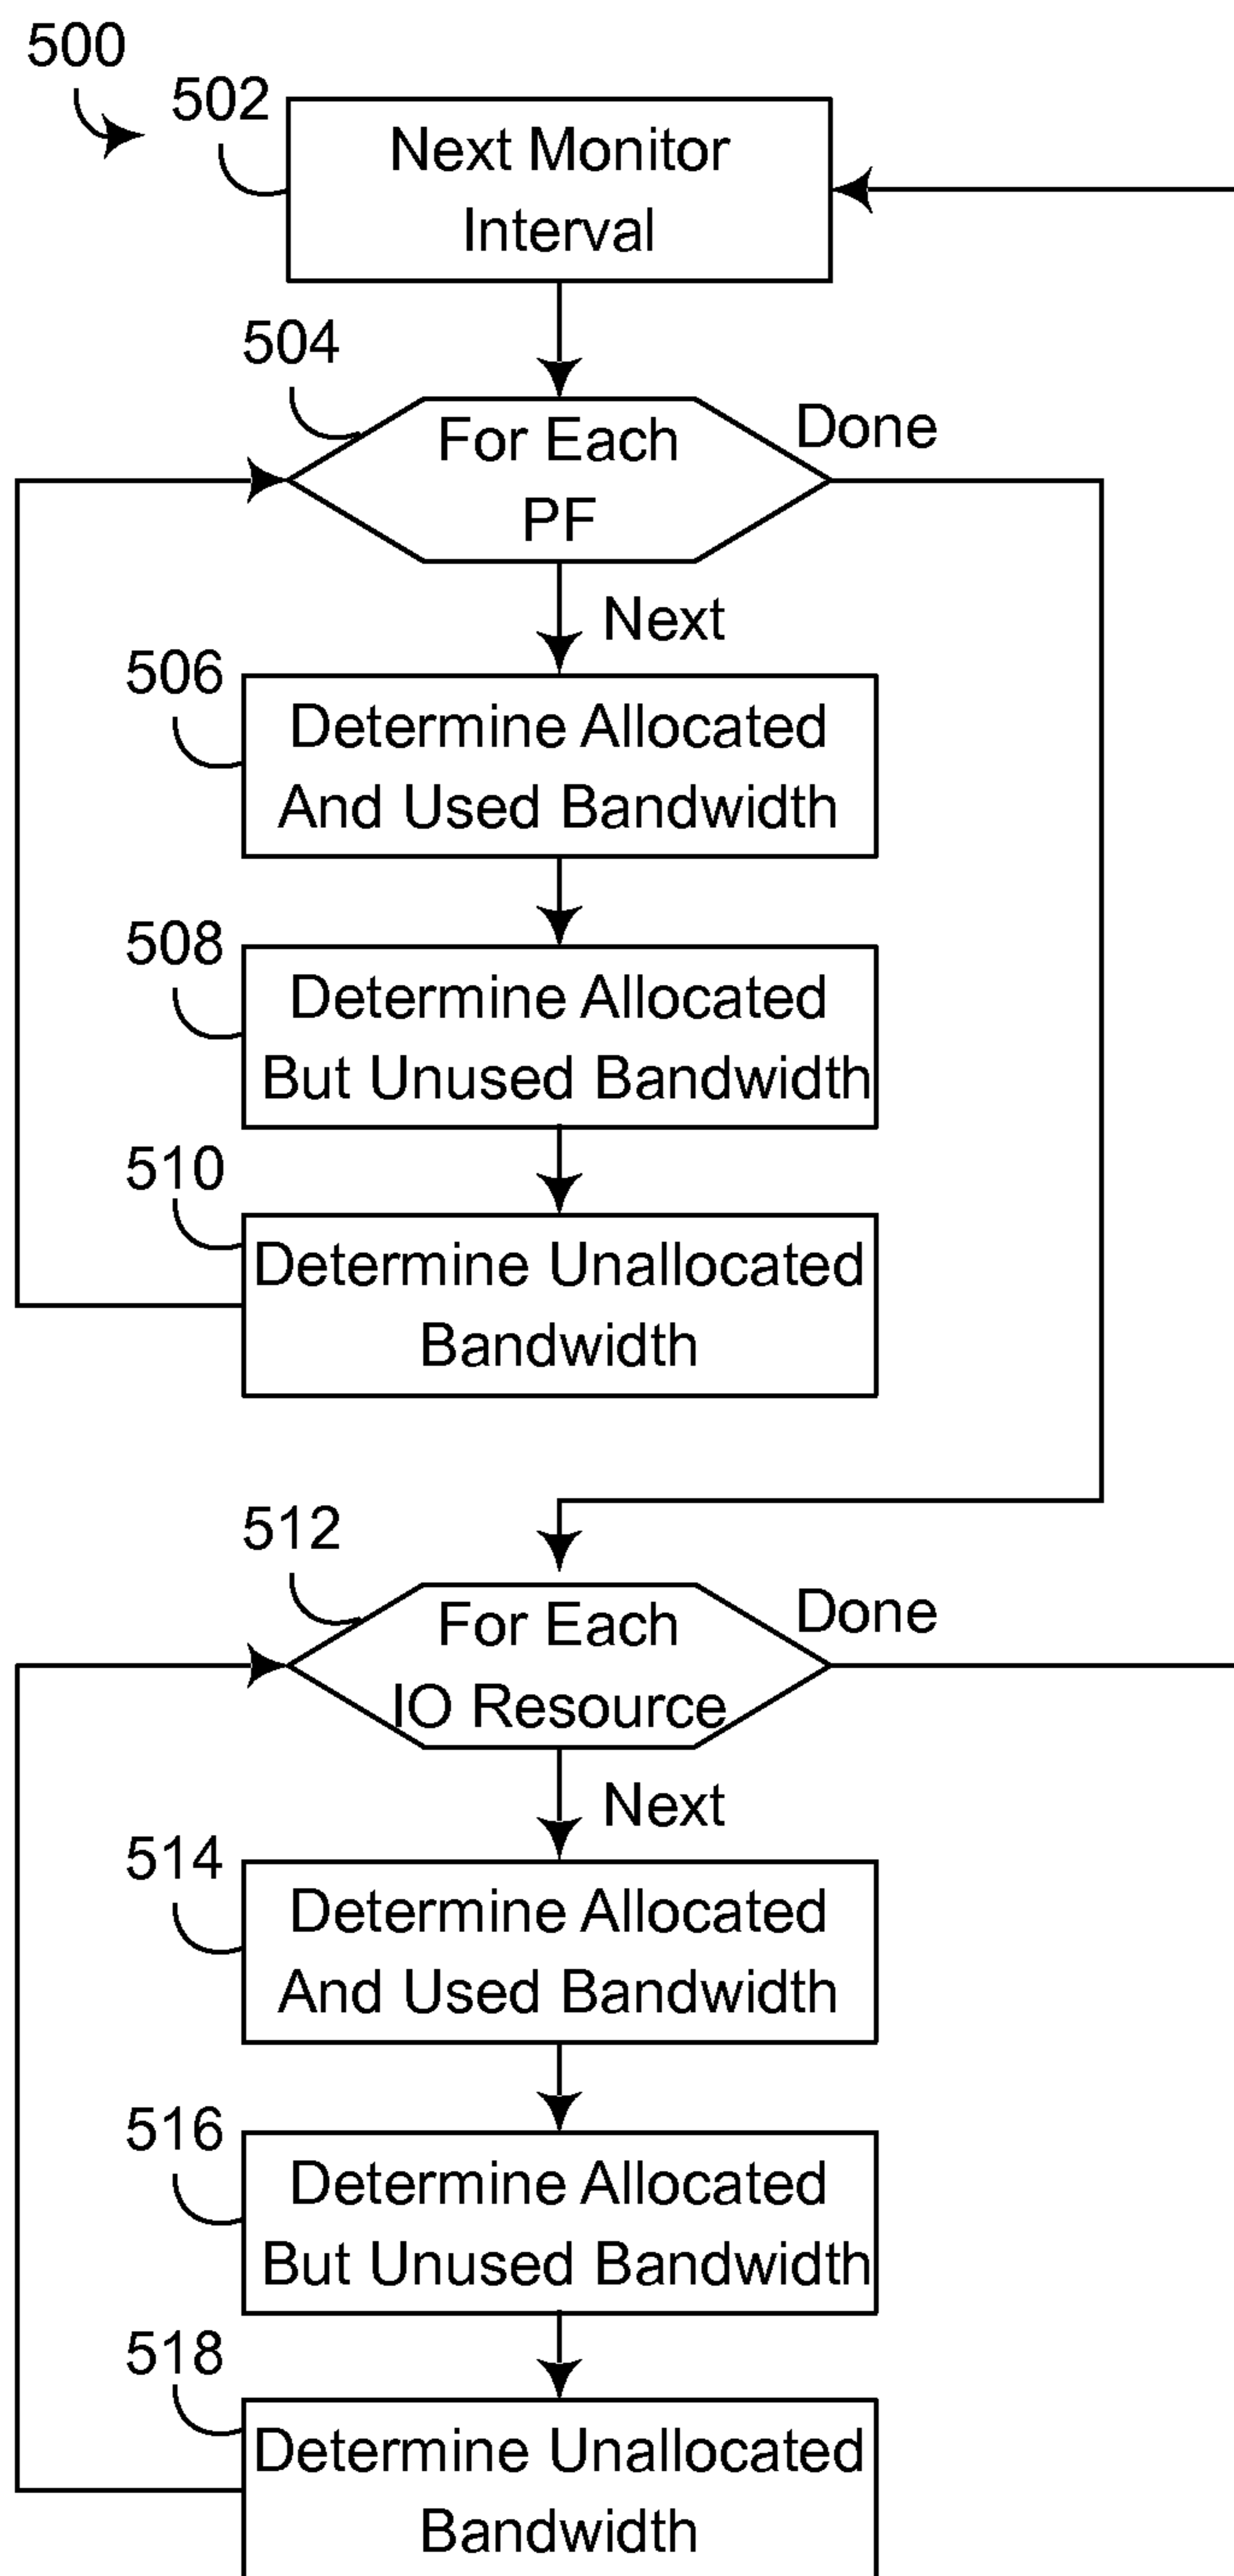 500
502
Next Monitor
Interval
504
For Each
PF
Done
Next
506
Determine Allocated
And Used Bandwidth
508
Determine Allocated
But Unused Bandwidth
510
Determine Unallocated
Bandwidth
512
For Each
IO Resource
Done
Next
514
Determine Allocated
And Used Bandwidth
516
Determine Allocated
But Unused Bandwidth
518
Determine Unallocated
Bandwidth